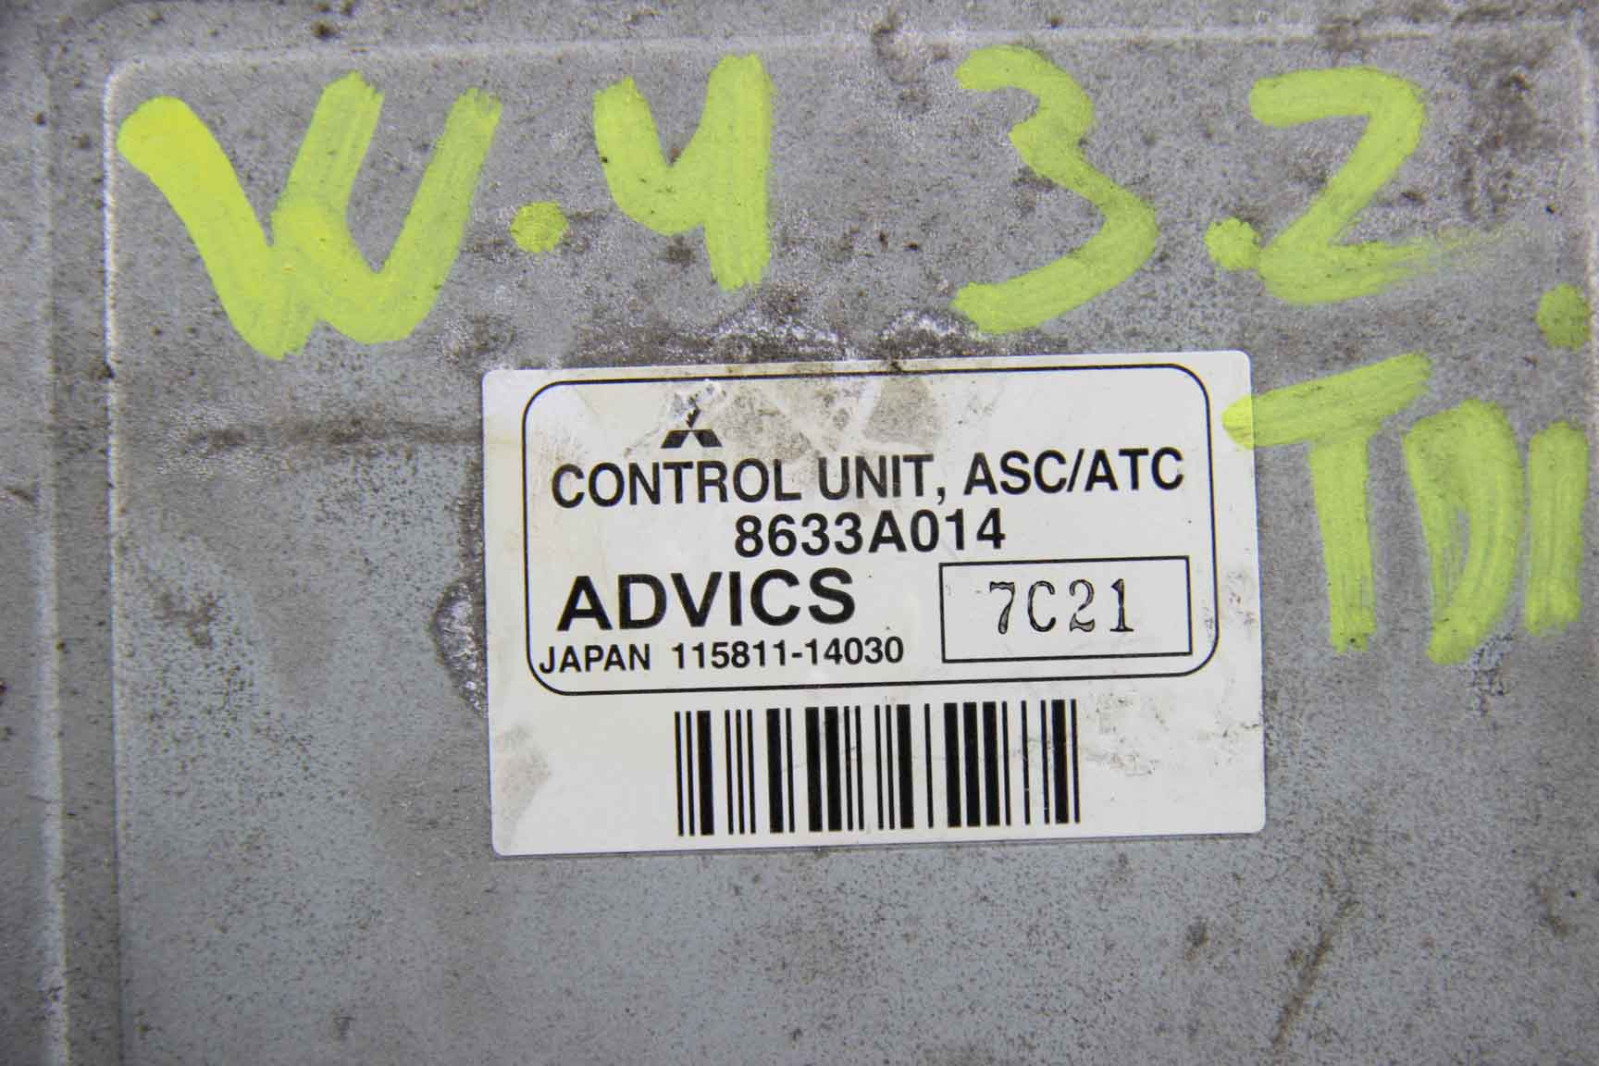 W.4 3.2
TDI
CONTROL UNIT, ASC/ATC
8633A014
ADVICS
7C21
JAPAN 115811-14030